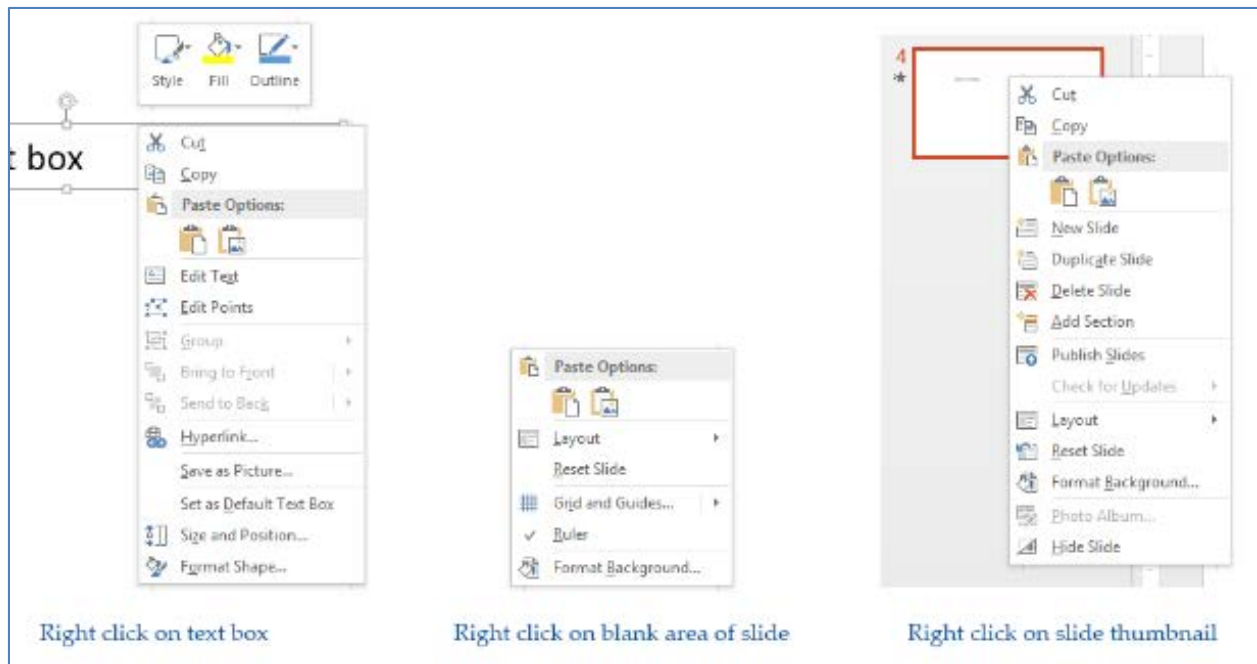 Style Fill Outline
t box
Cut
Copy
Paste Options:
Edit Text
Edit Points
Group
Bring to Front
Send to Back
Hyperlink...
Save as Picture...
Set as Default Text Box
Size and Position...
Format Shape...
Right click on text box
Paste Options:
Layout
Reset Slide
Grid and Guides...
Ruler
Format Background...
Right click on blank area of slide
4
Cut
Copy
Paste Options:
New Slide
Duplicate Slide
Delete Slide
Add Section
Publish Slides
Check for Updates
Layout
Reset Slide
Format Background...
Photo Album...
Hide Slide
Right click on slide thumbnail